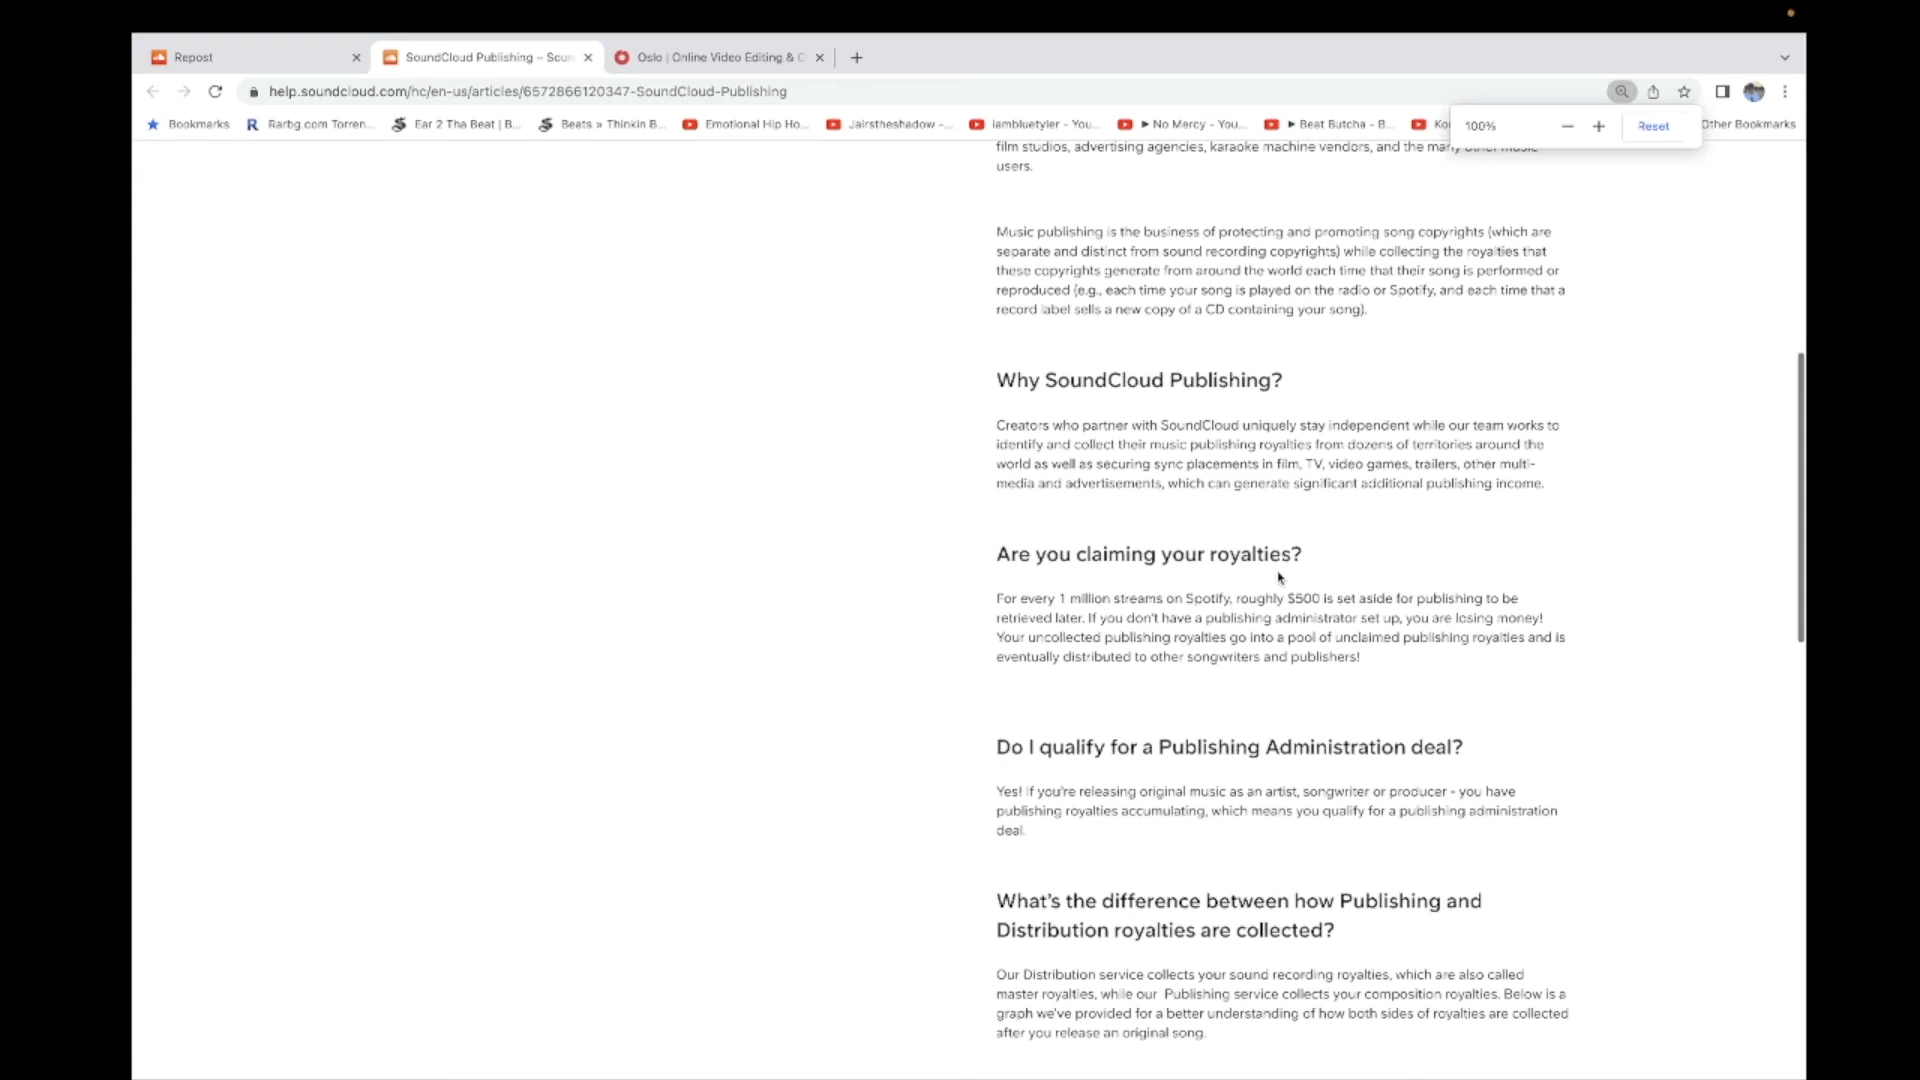 Repost
SoundCloud Publishing – Soun
Oslo | Online Video Editing & C
help.soundcloud.com/hc/en-us/articles/6572866120347-SoundCloud-Publishing
Bookmarks
Rarbg.com Torren...
Ear 2 Tha Beat | B...
Beats » Thinkin B...
Emotional Hip Ho...
Jairstheshadow -...
Iambluetyler - You...
► No Mercy - You...
► Beat Butcha - B...
Ko
100%
Reset
Other Bookmarks
film studios, advertising agencies, karaoke machine vendors, and the many other music
users.
Music publishing is the business of protecting and promoting song copyrights (which are
separate and distinct from sound recording copyrights) while collecting the royalties that
these copyrights generate from around the world each time that their song is performed or
reproduced (e.g., each time your song is played on the radio or Spotify, and each time that a
record label sells a new copy of a CD containing your song).
Why SoundCloud Publishing?
Creators who partner with SoundCloud uniquely stay independent while our team works to
identify and collect their music publishing royalties from dozens of territories around the
world as well as securing sync placements in film, TV, video games, trailers, other multi-
media and advertisements, which can generate significant additional publishing income.
Are you claiming your royalties?
For every 1 million streams on Spotify, roughly $500 is set aside for publishing to be
retrieved later. If you don't have a publishing administrator set up, you are losing money!
Your uncollected publishing royalties go into a pool of unclaimed publishing royalties and is
eventually distributed to other songwriters and publishers!
Do I qualify for a Publishing Administration deal?
Yes! If you're releasing original music as an artist, songwriter or producer - you have
publishing royalties accumulating, which means you qualify for a publishing administration
deal.
What's the difference between how Publishing and
Distribution royalties are collected?
Our Distribution service collects your sound recording royalties, which are also called
master royalties, while our Publishing service collects your composition royalties. Below is a
graph we've provided for a better understanding of how both sides of royalties are collected
after you release an original song.